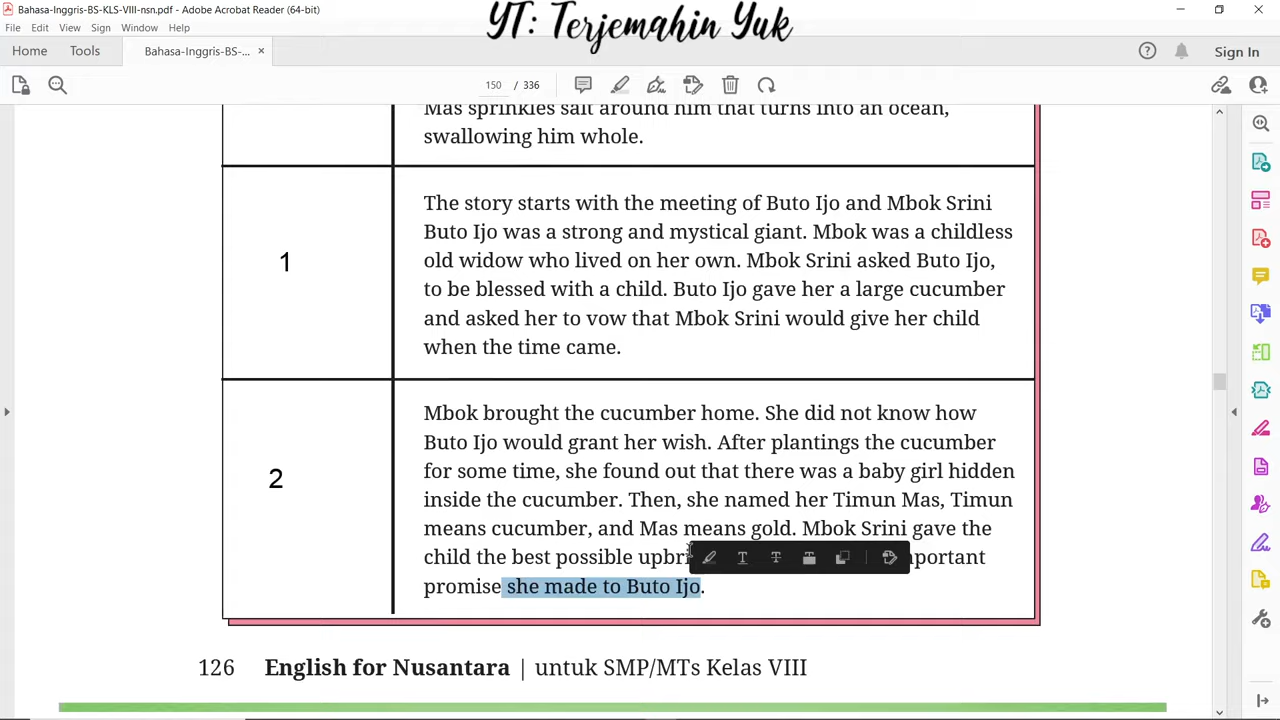 Bahasa-Inggris-BS-KLS-VIII-nsn.pdf - Adobe Acrobat Reader (64-bit)
YT: Terjemahin Yuk
File Edit View Sign Window Help
Home Tools Bahasa-Inggris-BS-... × Sign In
150 / 336
Mas sprinkles salt around him that turns into an ocean,
swallowing him whole.
1
The story starts with the meeting of Buto Ijo and Mbok Srini
Buto Ijo was a strong and mystical giant. Mbok was a childless
old widow who lived on her own. Mbok Srini asked Buto Ijo,
to be blessed with a child. Buto Ijo gave her a large cucumber
and asked her to vow that Mbok Srini would give her child
when the time came.
2
Mbok brought the cucumber home. She did not know how
Buto Ijo would grant her wish. After plantings the cucumber
for some time, she found out that there was a baby girl hidden
inside the cucumber. Then, she named her Timun Mas, Timun
means cucumber, and Mas means gold. Mbok Srini gave the
child the best possible upbri portant
promise she made to Buto Ijo.
126 English for Nusantara | untuk SMP/MTs Kelas VIII